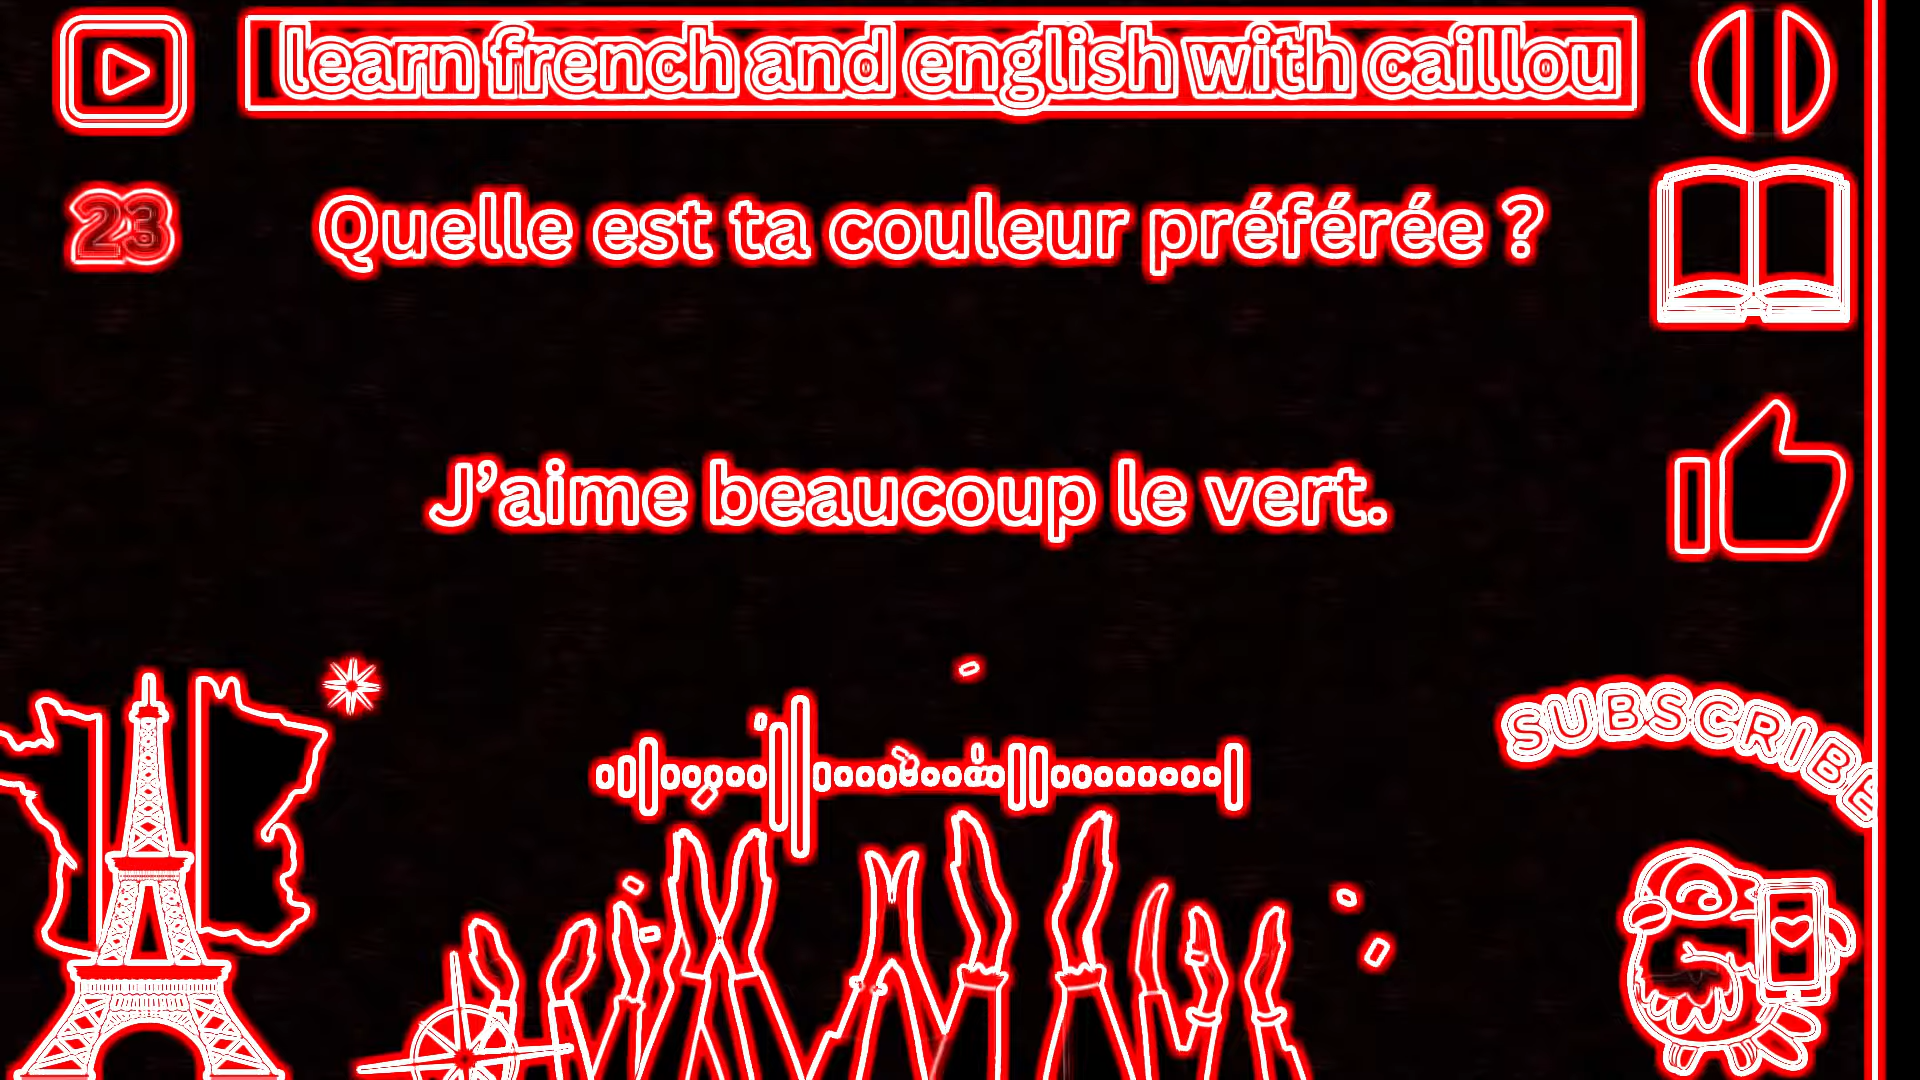 learn french and english with caillou
23
Quelle est ta couleur préférée ?
J’aime beaucoup le vert.
SUBSCRIBE